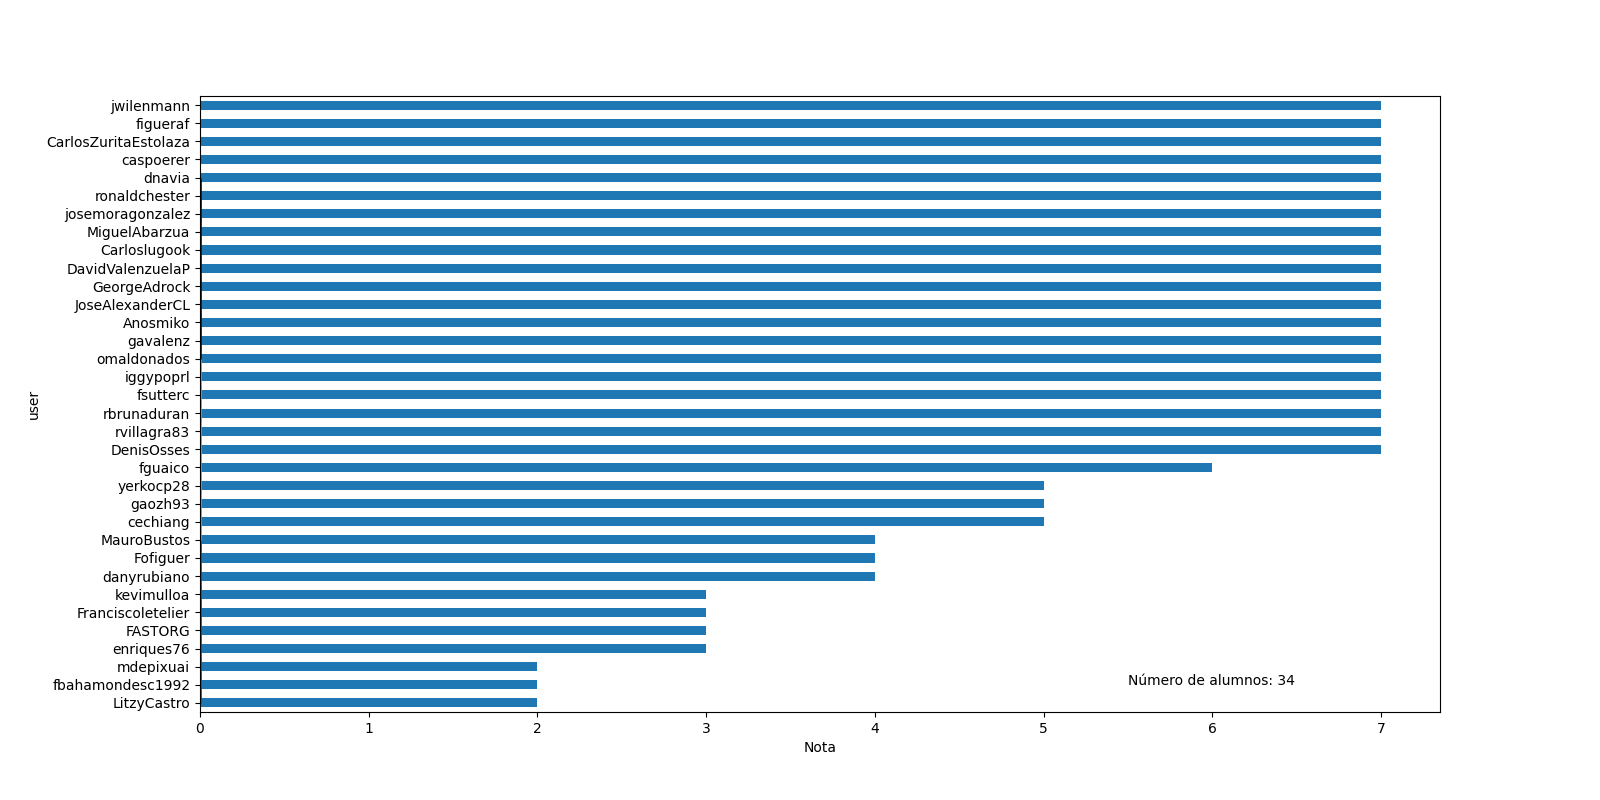 jwilenmann
figueraf
CarlosZuritaEstolaza
caspoerer
dnavia
ronaldchester
josemoragonzalez
MiguelAbarzua
Carloslugook
DavidValenzuelaP
GeorgeAdrock
JoseAlexanderCL
Anosmiko
gavalenz
omaldonados
iggypoprl
fsutterc
rbrunaduran
rvillagra83
DenisOsses
fguaico
yerkocp28
gaozh93
cechiang
MauroBustos
Fofiguer
danyrubiano
kevimulloa
Franciscoletelier
FASTORG
enriques76
mdepixuai
fbahamondesc1992
LitzyCastro
user
Número de alumnos: 34
0 1 2 3 4 5 6 7
Nota